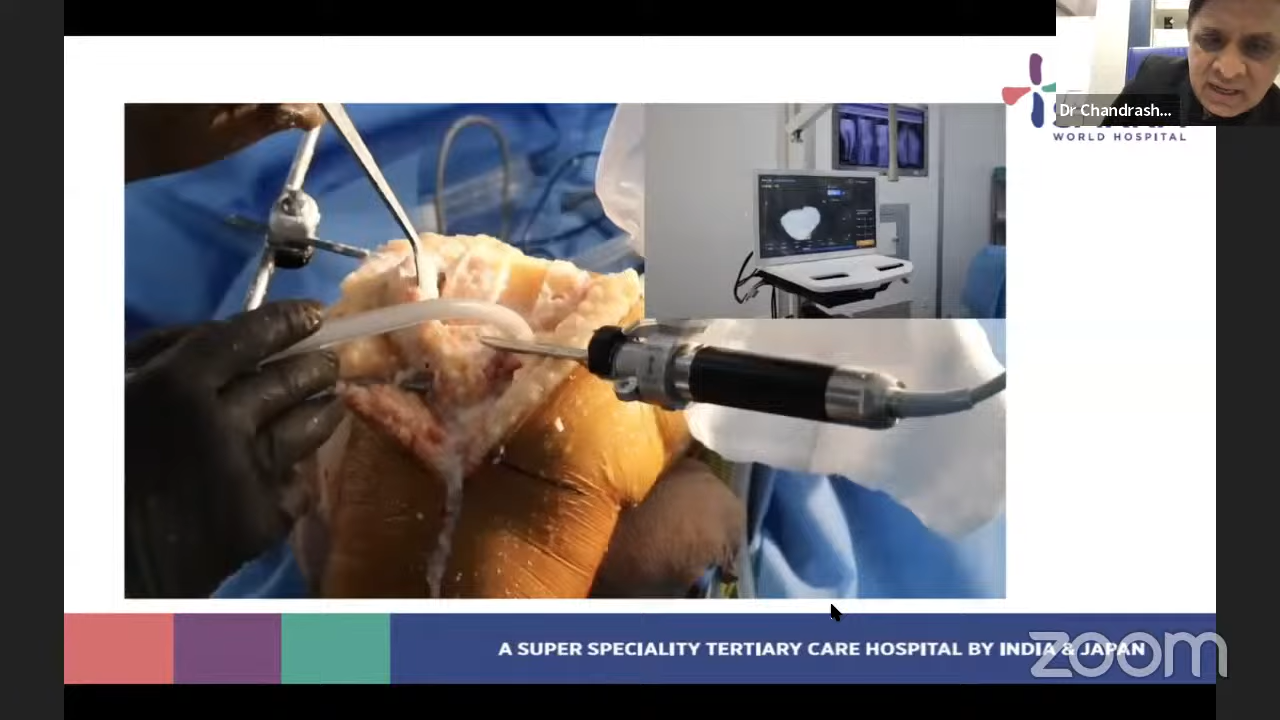 Dr Chandrash...
WORLD HOSPITAL
A SUPER SPECIALITY TERTIARY CARE HOSPITAL BY INDIA & JAPAN
zoom